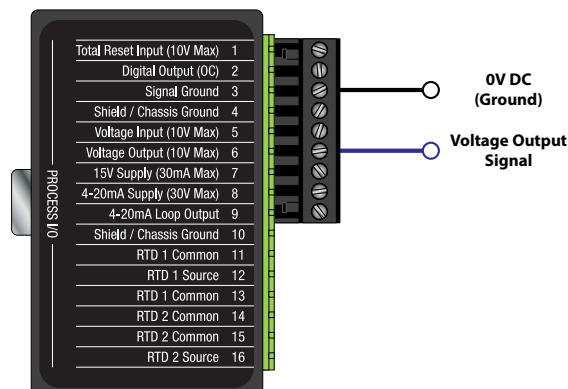 Total Reset Input (10V Max) 1
Digital Output (OC) 2
Signal Ground 3
Shield / Chassis Ground 4
Voltage Input (10V Max) 5
Voltage Output (10V Max) 6
15V Supply (30mA Max) 7
4-20mA Supply (30V Max) 8
4-20mA Loop Output 9
Shield / Chassis Ground 10
RTD 1 Common 11
RTD 1 Source 12
RTD 1 Common 13
RTD 2 Common 14
RTD 2 Common 15
RTD 2 Source 16
PROCESS I/O
0V DC
(Ground)
Voltage Output
Signal